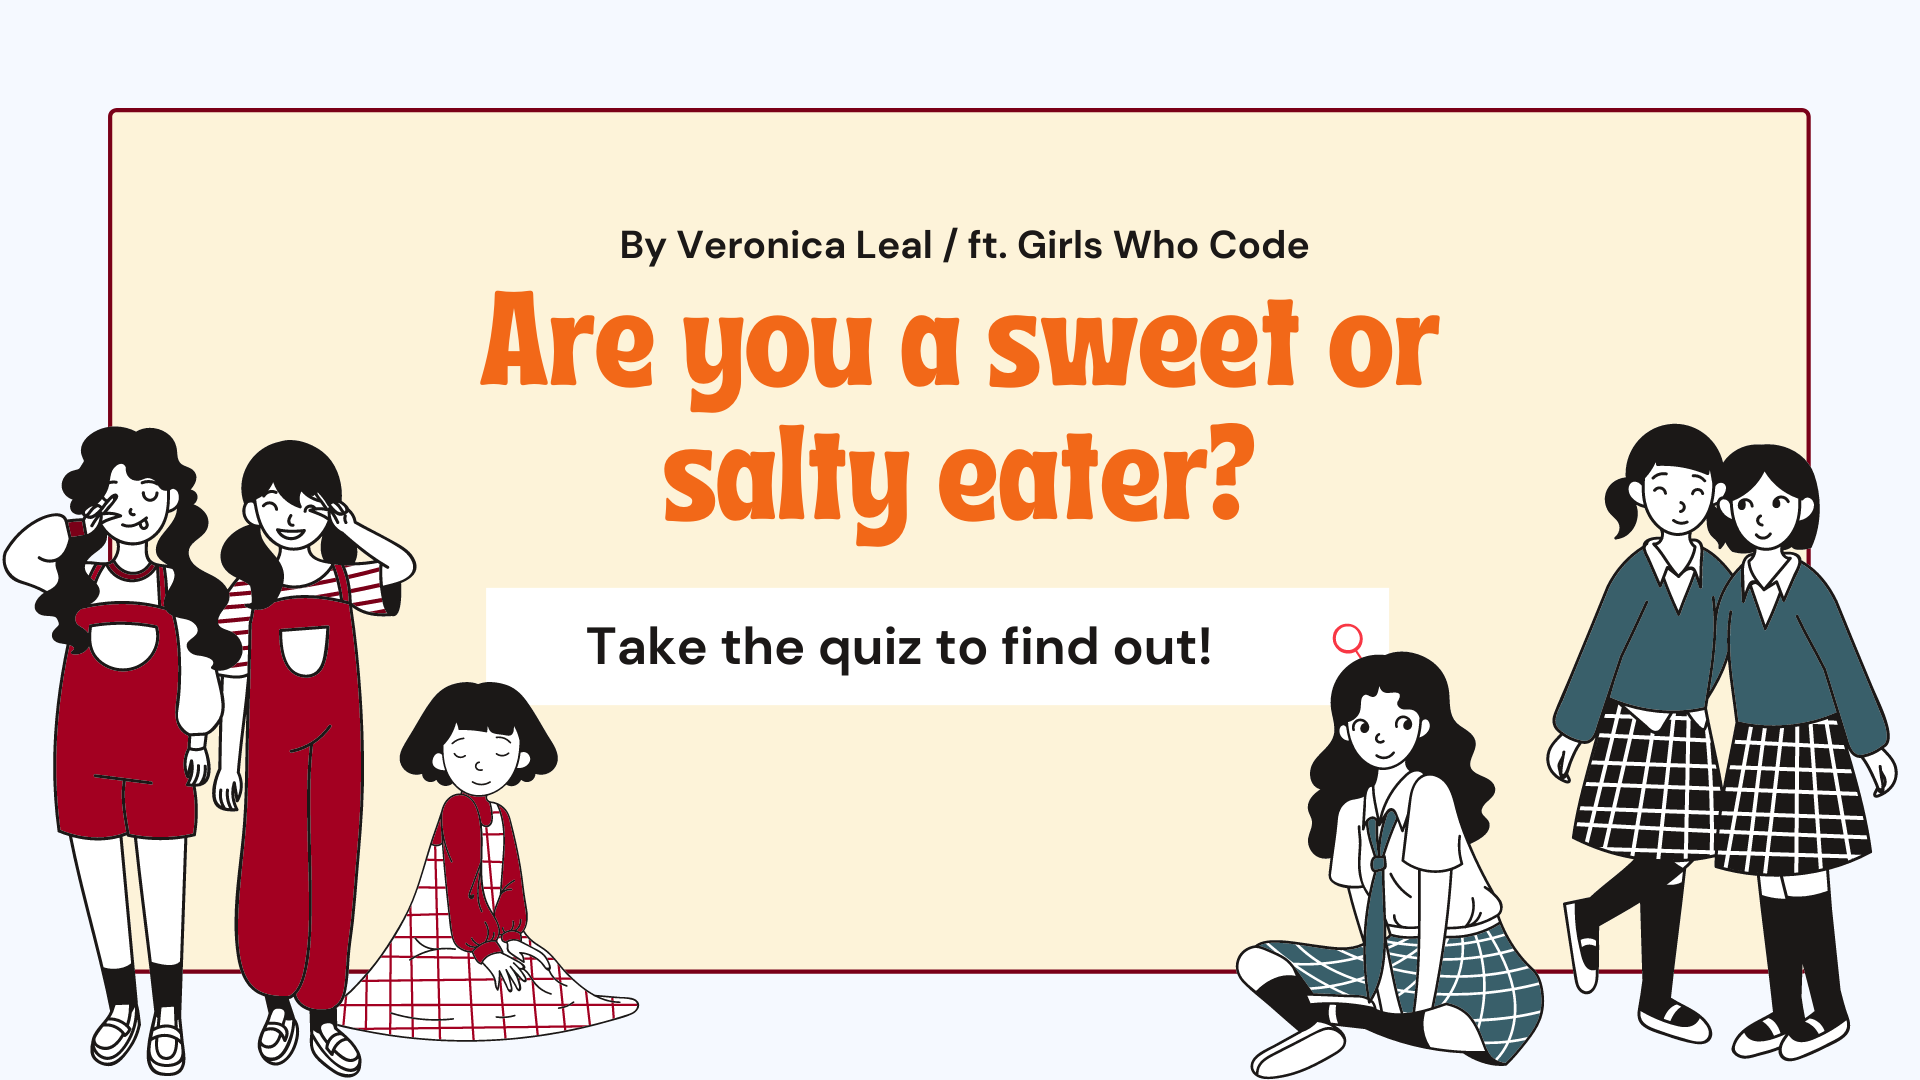 By Veronica Leal / ft. Girls Who Code
Are you a sweet or
salty eater?
Take the quiz to find out!